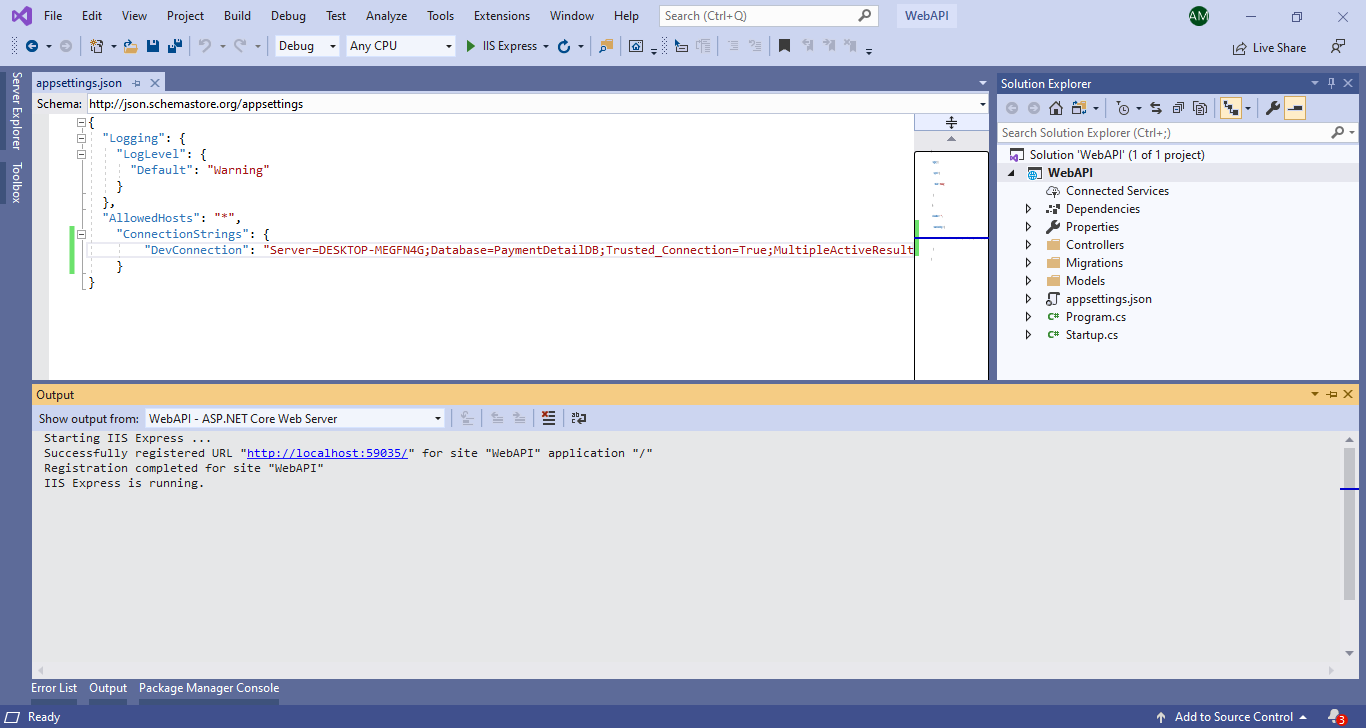 File Edit View Project Build Debug Test Analyze Tools Extensions Window Help Search (Ctrl+Q) WebAPI AM
Debug Any CPU IIS Express Live Share
Server Explorer
Toolbox
appsettings.json
Schema: http://json.schemastore.org/appsettings
{
"Logging": {
"LogLevel": {
"Default": "Warning"
}
},
"AllowedHosts": "*",
"ConnectionStrings": {
"DevConnection": "Server=DESKTOP-MEGFN4G;Database=PaymentDetailDB;Trusted_Connection=True;MultipleActiveResult
}
}
Solution Explorer
Search Solution Explorer (Ctrl+;)
Solution 'WebAPI' (1 of 1 project)
WebAPI
Connected Services
Dependencies
Properties
Controllers
Migrations
Models
appsettings.json
C# Program.cs
C# Startup.cs
Output
Show output from: WebAPI - ASP.NET Core Web Server
Starting IIS Express ...
Successfully registered URL "http://localhost:59035/" for site "WebAPI" application "/"
Registration completed for site "WebAPI"
IIS Express is running.
Error List Output Package Manager Console
Ready Add to Source Control 3